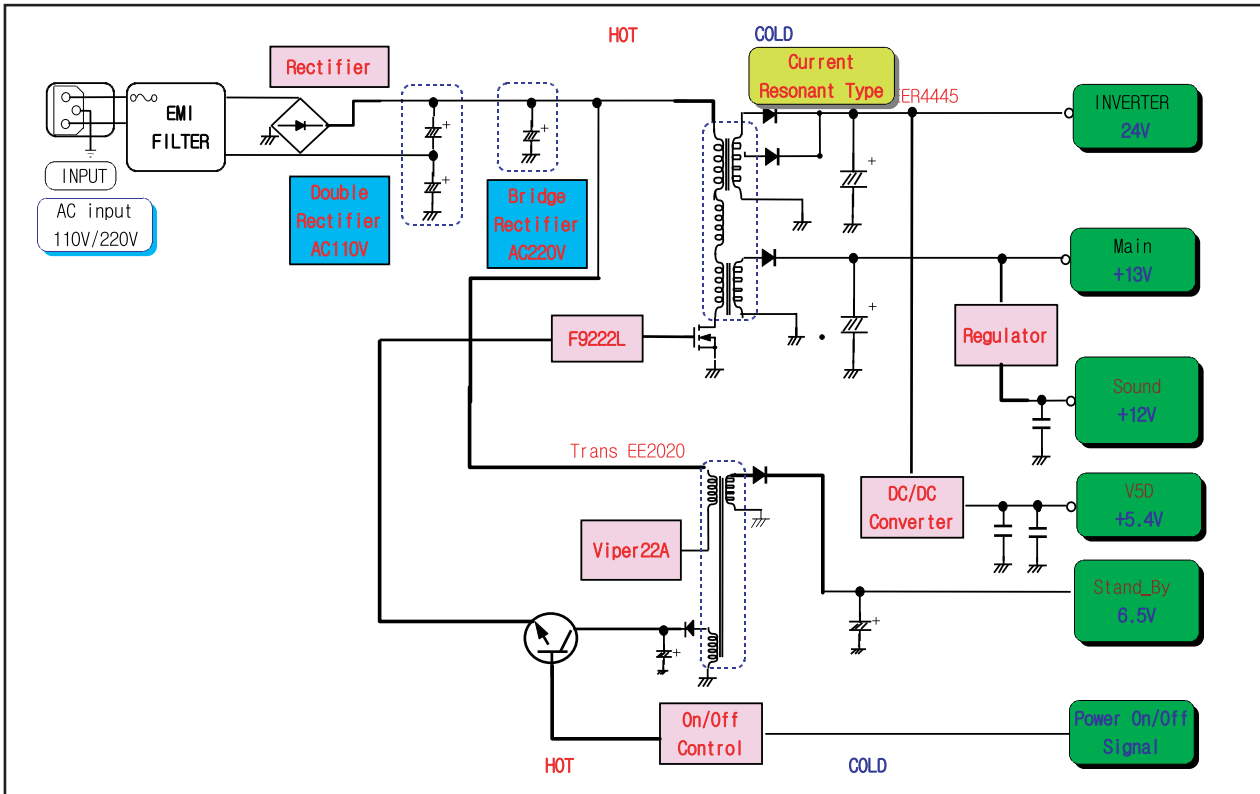 HOT
COLD
Rectifier
Current
Resonant Type
EER4445
INVERTER
24V
EMI
FILTER
+
+
+
+
INPUT
AC input
110V/220V
Double
Rectifier
AC110V
Bridge
Rectifier
AC220V
Main
+13V
+
F9222L
Regulator
Sound
+12V
Trans EE2020
DC/DC
Converter
V5D
+5.4V
Viper22A
Stand_By
6.5V
+
+
On/Off
Control
Power On/Off
Signal
HOT
COLD